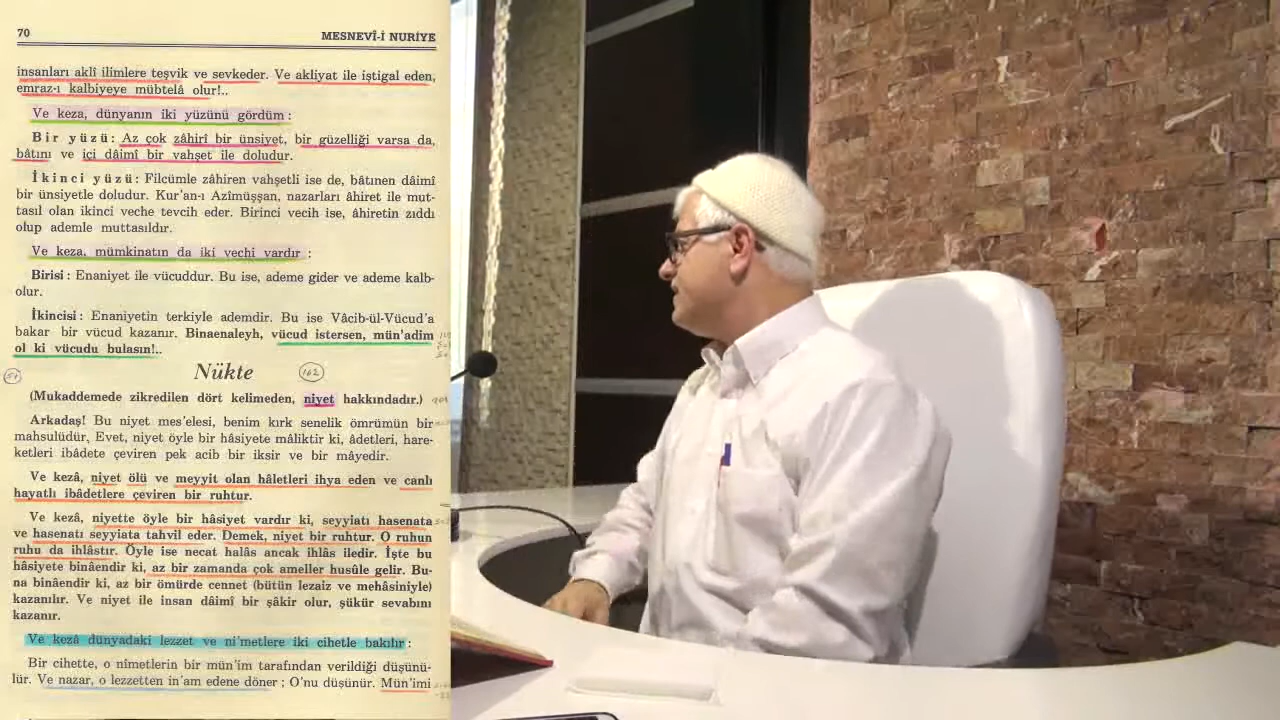 70
MESNEVÎ-İ NURİYE
insanları aklî ilimlere teşvik ve sevkeder. Ve akliyat ile iştigal eden,
emraz-ı kalbiyeye mübtelâ olur!..
Ve keza, dünyanın iki yüzünü gördüm :
Bir yüzü : Az çok zâhirî bir ünsiyet, bir güzelliği varsa da,
bâtını ve içi dâimî bir vahşet ile doludur.
İkinci yüzü : Filcümle zâhiren vahşetli ise de, bâtınen dâimî
bir ünsiyetle doludur. Kur'an-ı Azîmüşşan, nazarları âhiret ile mut-
tasıl olan ikinci veche tevcih eder. Birinci vecih ise, âhiretin zıddı
olup ademle muttasıldır.
Ve keza, mümkinatın da iki vechi vardır :
Birisi : Enaniyet ile vücuddur. Bu ise, ademe gider ve ademe kalb-
olur.
İkincisi : Enaniyetin terkiyle ademdir. Bu ise Vâcib-ül-Vücud'a
bakar bir vücud kazanır. Binaenaleyh, vücud istersen, mün'adim
ol ki vücudu bulasın!..
Nükte
162
(Mukaddemede zikredilen dört kelimeden, niyet hakkındadır.)
Arkadaş! Bu niyet mes'elesi, benim kırk senelik ömrümün bir
mahsulüdür, Evet, niyet öyle bir hâsiyete mâliktir ki, âdetleri, hare-
ketleri ibâdete çeviren pek acib bir iksir ve bir mâyedir.
Ve kezâ, niyet ölü ve meyyit olan hâletleri ihya eden ve canlı
hayatlı ibâdetlere çeviren bir ruhtur.
Ve kezâ, niyette öyle bir hâsiyet vardır ki, seyyiatı hasenata
ve hasenatı seyyiata tahvil eder. Demek, niyet bir ruhtur. O ruhun
ruhu da ihlâstır. Öyle ise necat halâs ancak ihlâs iledir. İşte bu
hâsiyete binâendir ki, az bir zamanda çok ameller husûle gelir. Bu-
na binâendir ki, az bir ömürde cennet (bütün lezaiz ve mehâsiniyle)
kazanılır. Ve niyet ile insan dâimî bir şâkir olur, şükür sevabını
kazanır.
Ve kezâ dünyadaki lezzet ve ni'metlere iki cihetle bakılır :
Bir cihette, o nîmetlerin bir mün'im tarafından verildiği düşünü-
lür. Ve nazar, o lezzetten in'am edene döner ; O'nu düşünür. Mün'imi